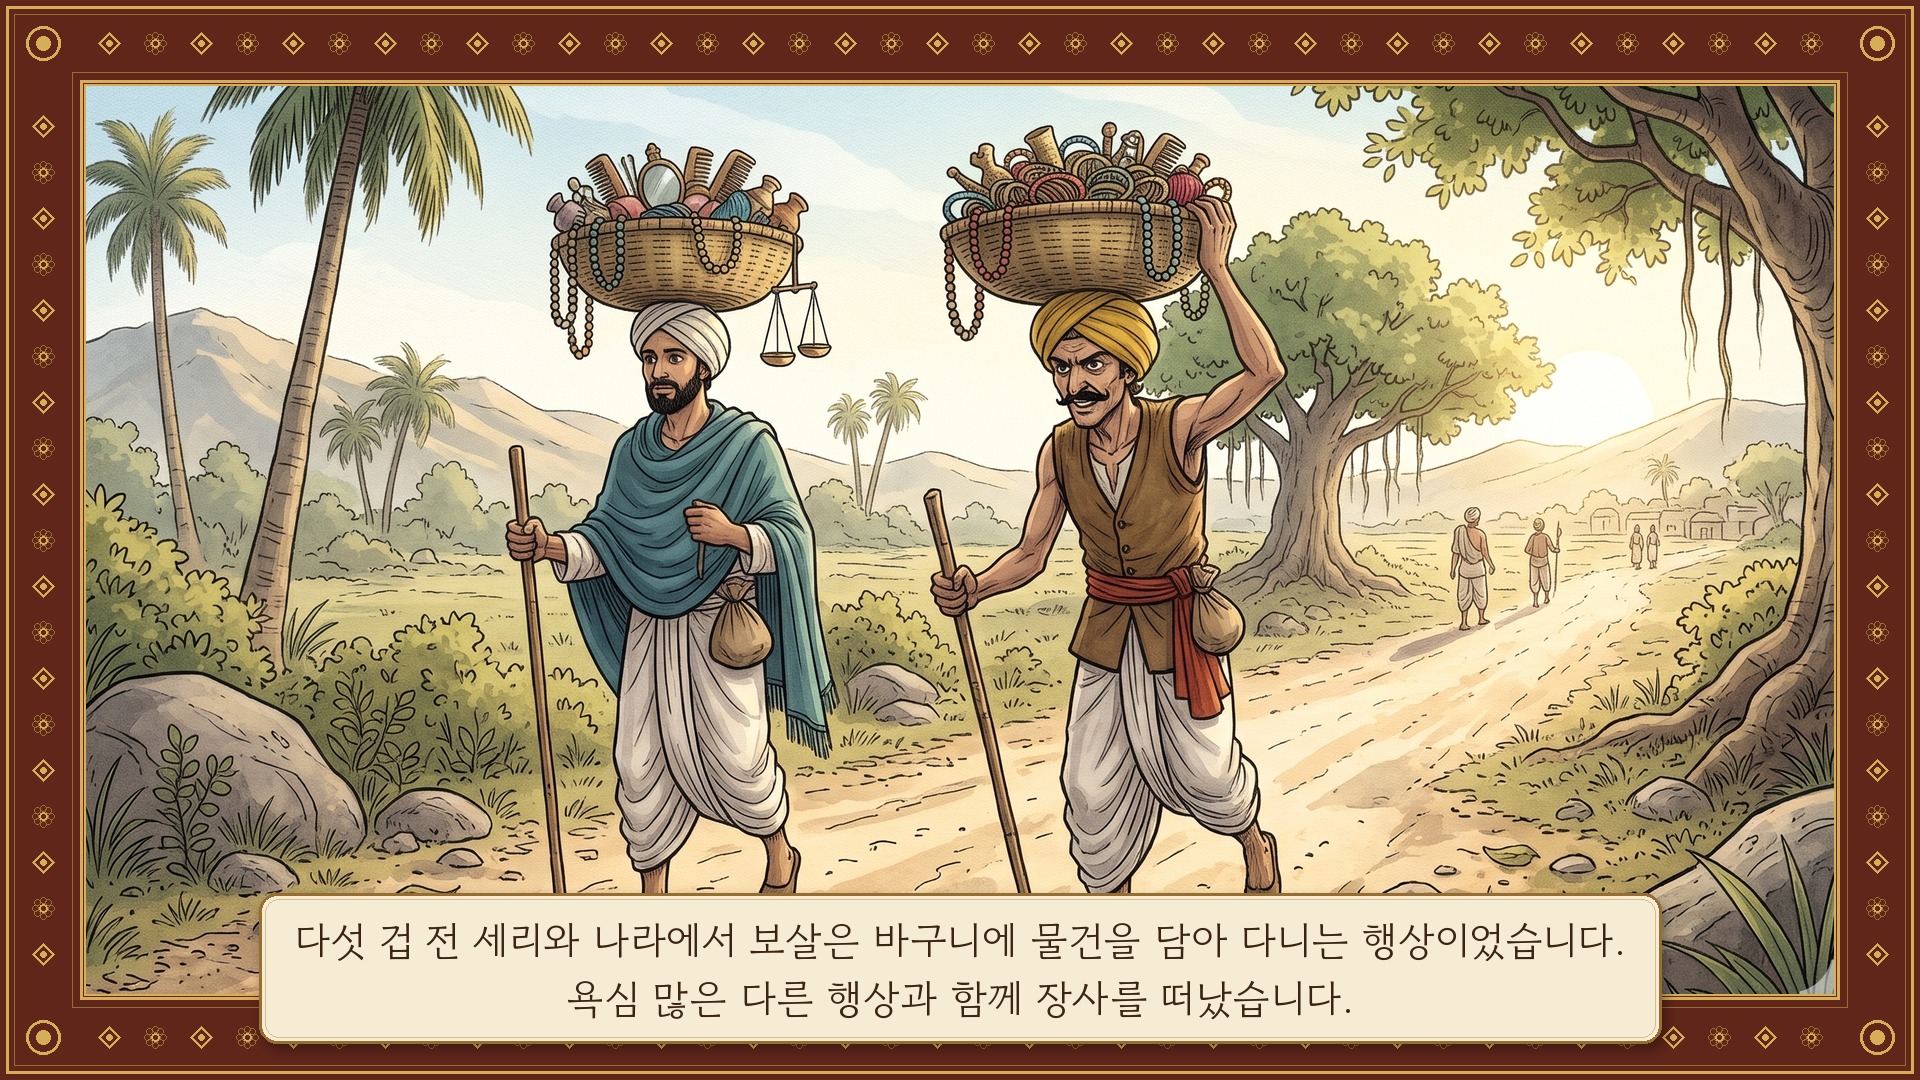 다섯 겁 전 세리와 나라에서 보살은 바구니에 물건을 담아 다니는 행상이었습니다.
욕심 많은 다른 행상과 함께 장사를 떠났습니다.